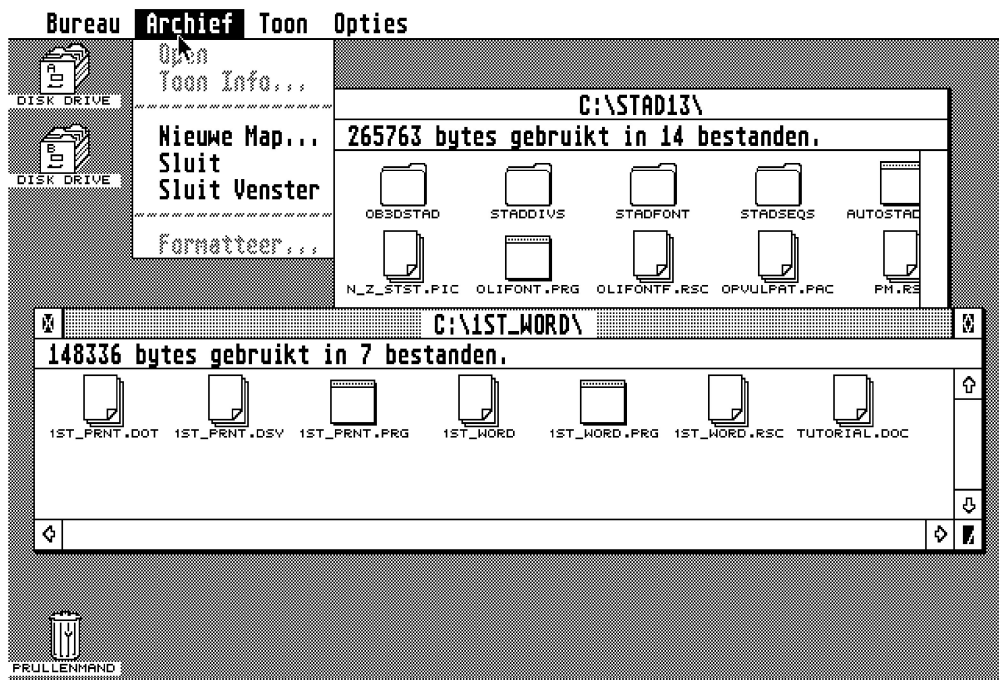 Bureau Archief Toon Opties
Open
Toon Info...
Nieuwe Map...
Sluit
Sluit Venster
Formatteer...
A
DISK DRIVE
B
DISK DRIVE
C:\STAD13\
265763 bytes gebruikt in 14 bestanden.
OB3DSTAD STADDIVS STADFONT STADSEQS AUTOSTAD
N_Z_STST.PIC OLIFONT.PRG OLIFONTF.RSC OPVULPAT.PAC PM.RS
C:\1ST_WORD\
148336 bytes gebruikt in 7 bestanden.
1ST_PRNT.DOT 1ST_PRNT.DSY 1ST_PRNT.PRG 1ST_WORD 1ST_WORD.PRG 1ST_WORD.RSC TUTORIAL.DOC
PRULLENMAND